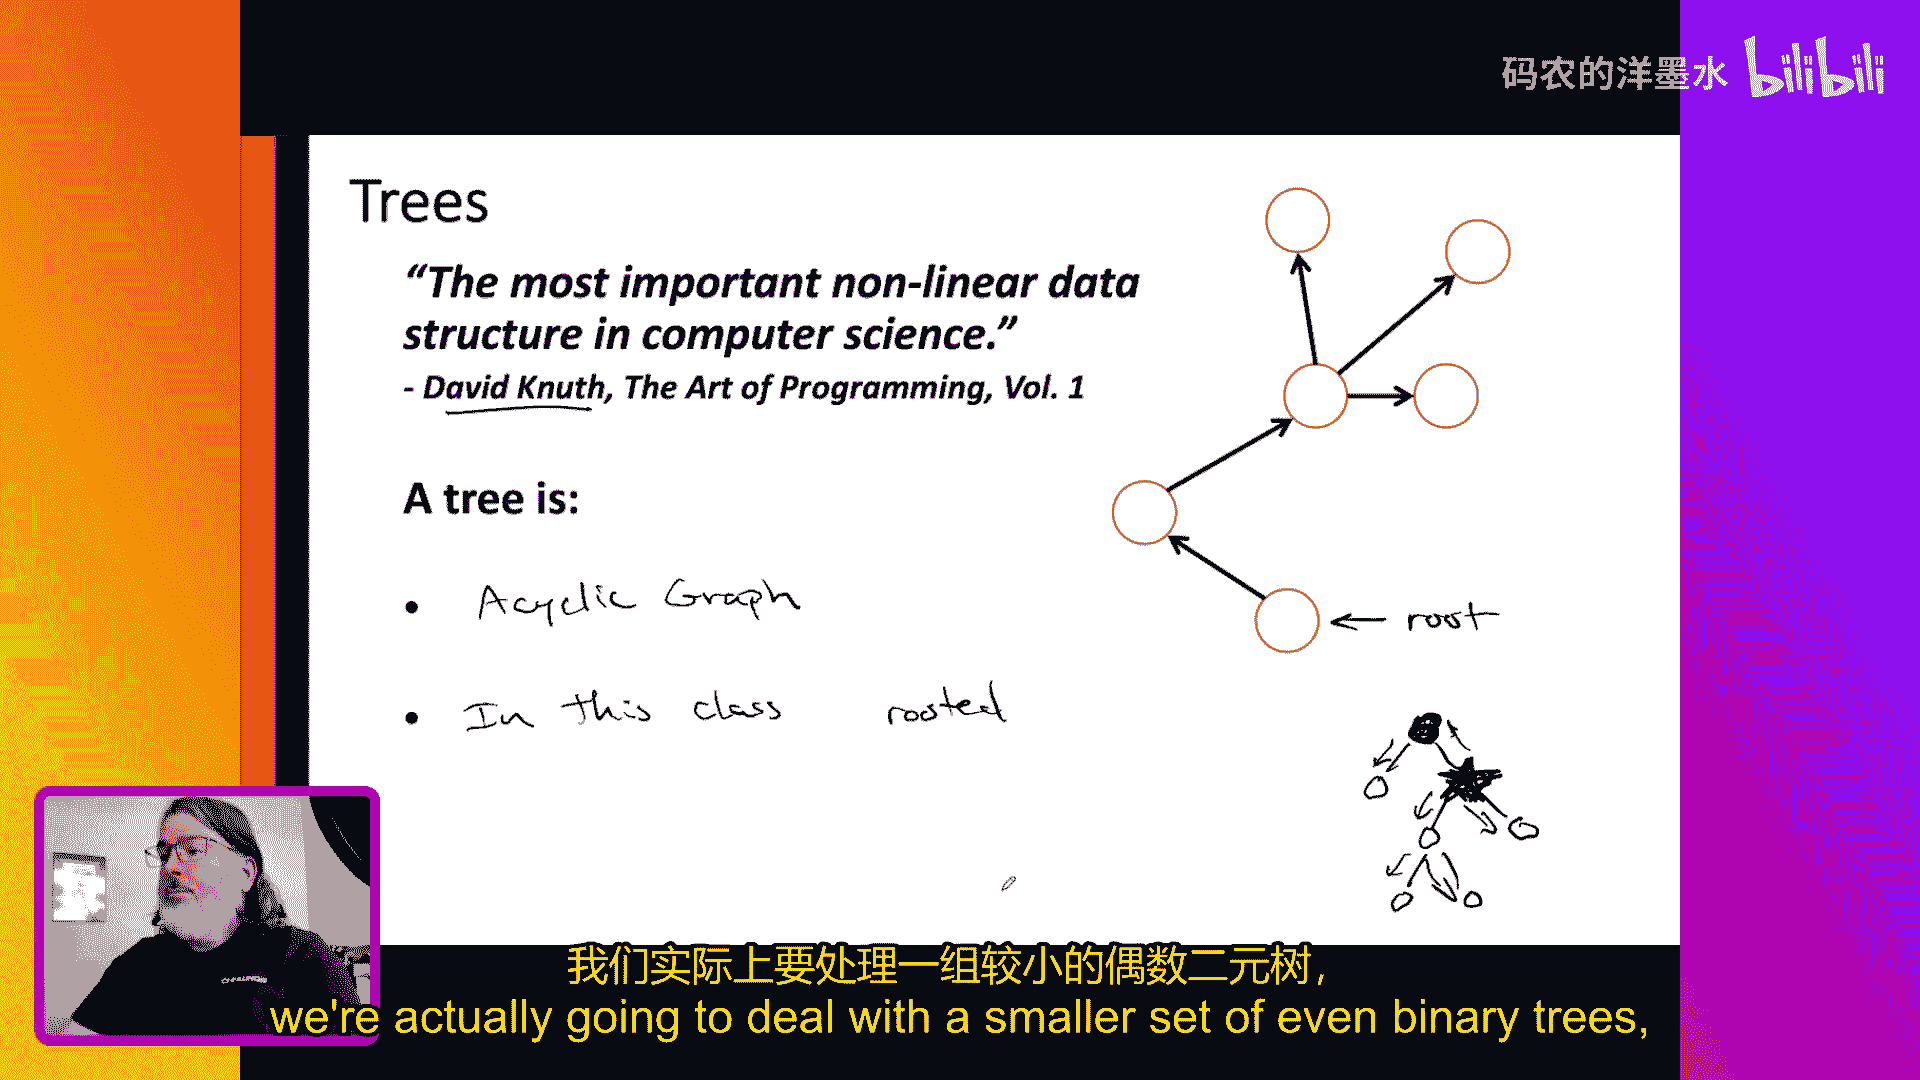 码农的洋墨水 bilibili
Trees
“The most important non-linear data
structure in computer science.”
- David Knuth, The Art of Programming, Vol. 1
A tree is:
• Acyclic Graph
← root
• In this class rooted
我们实际上要处理一组较小的偶数二元树，
we're actually going to deal with a smaller set of even binary trees,